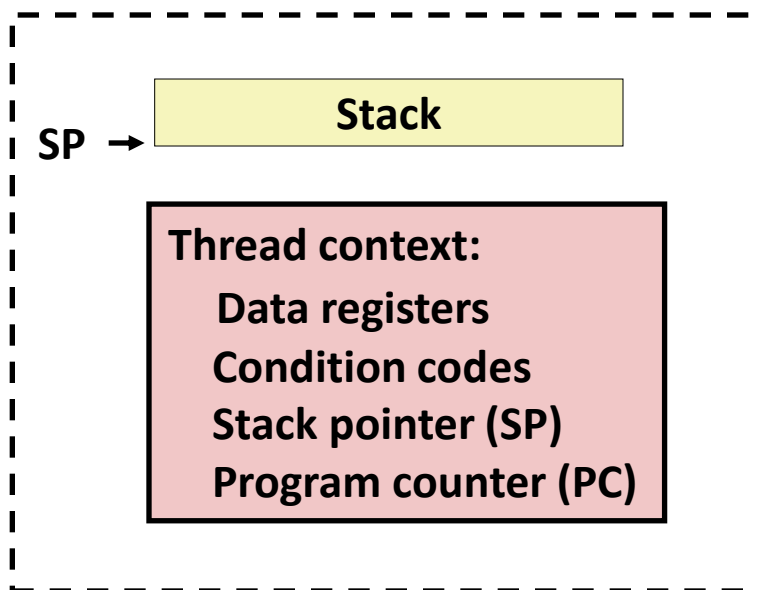 Stack
SP →
Thread context:
Data registers
Condition codes
Stack pointer (SP)
Program counter (PC)